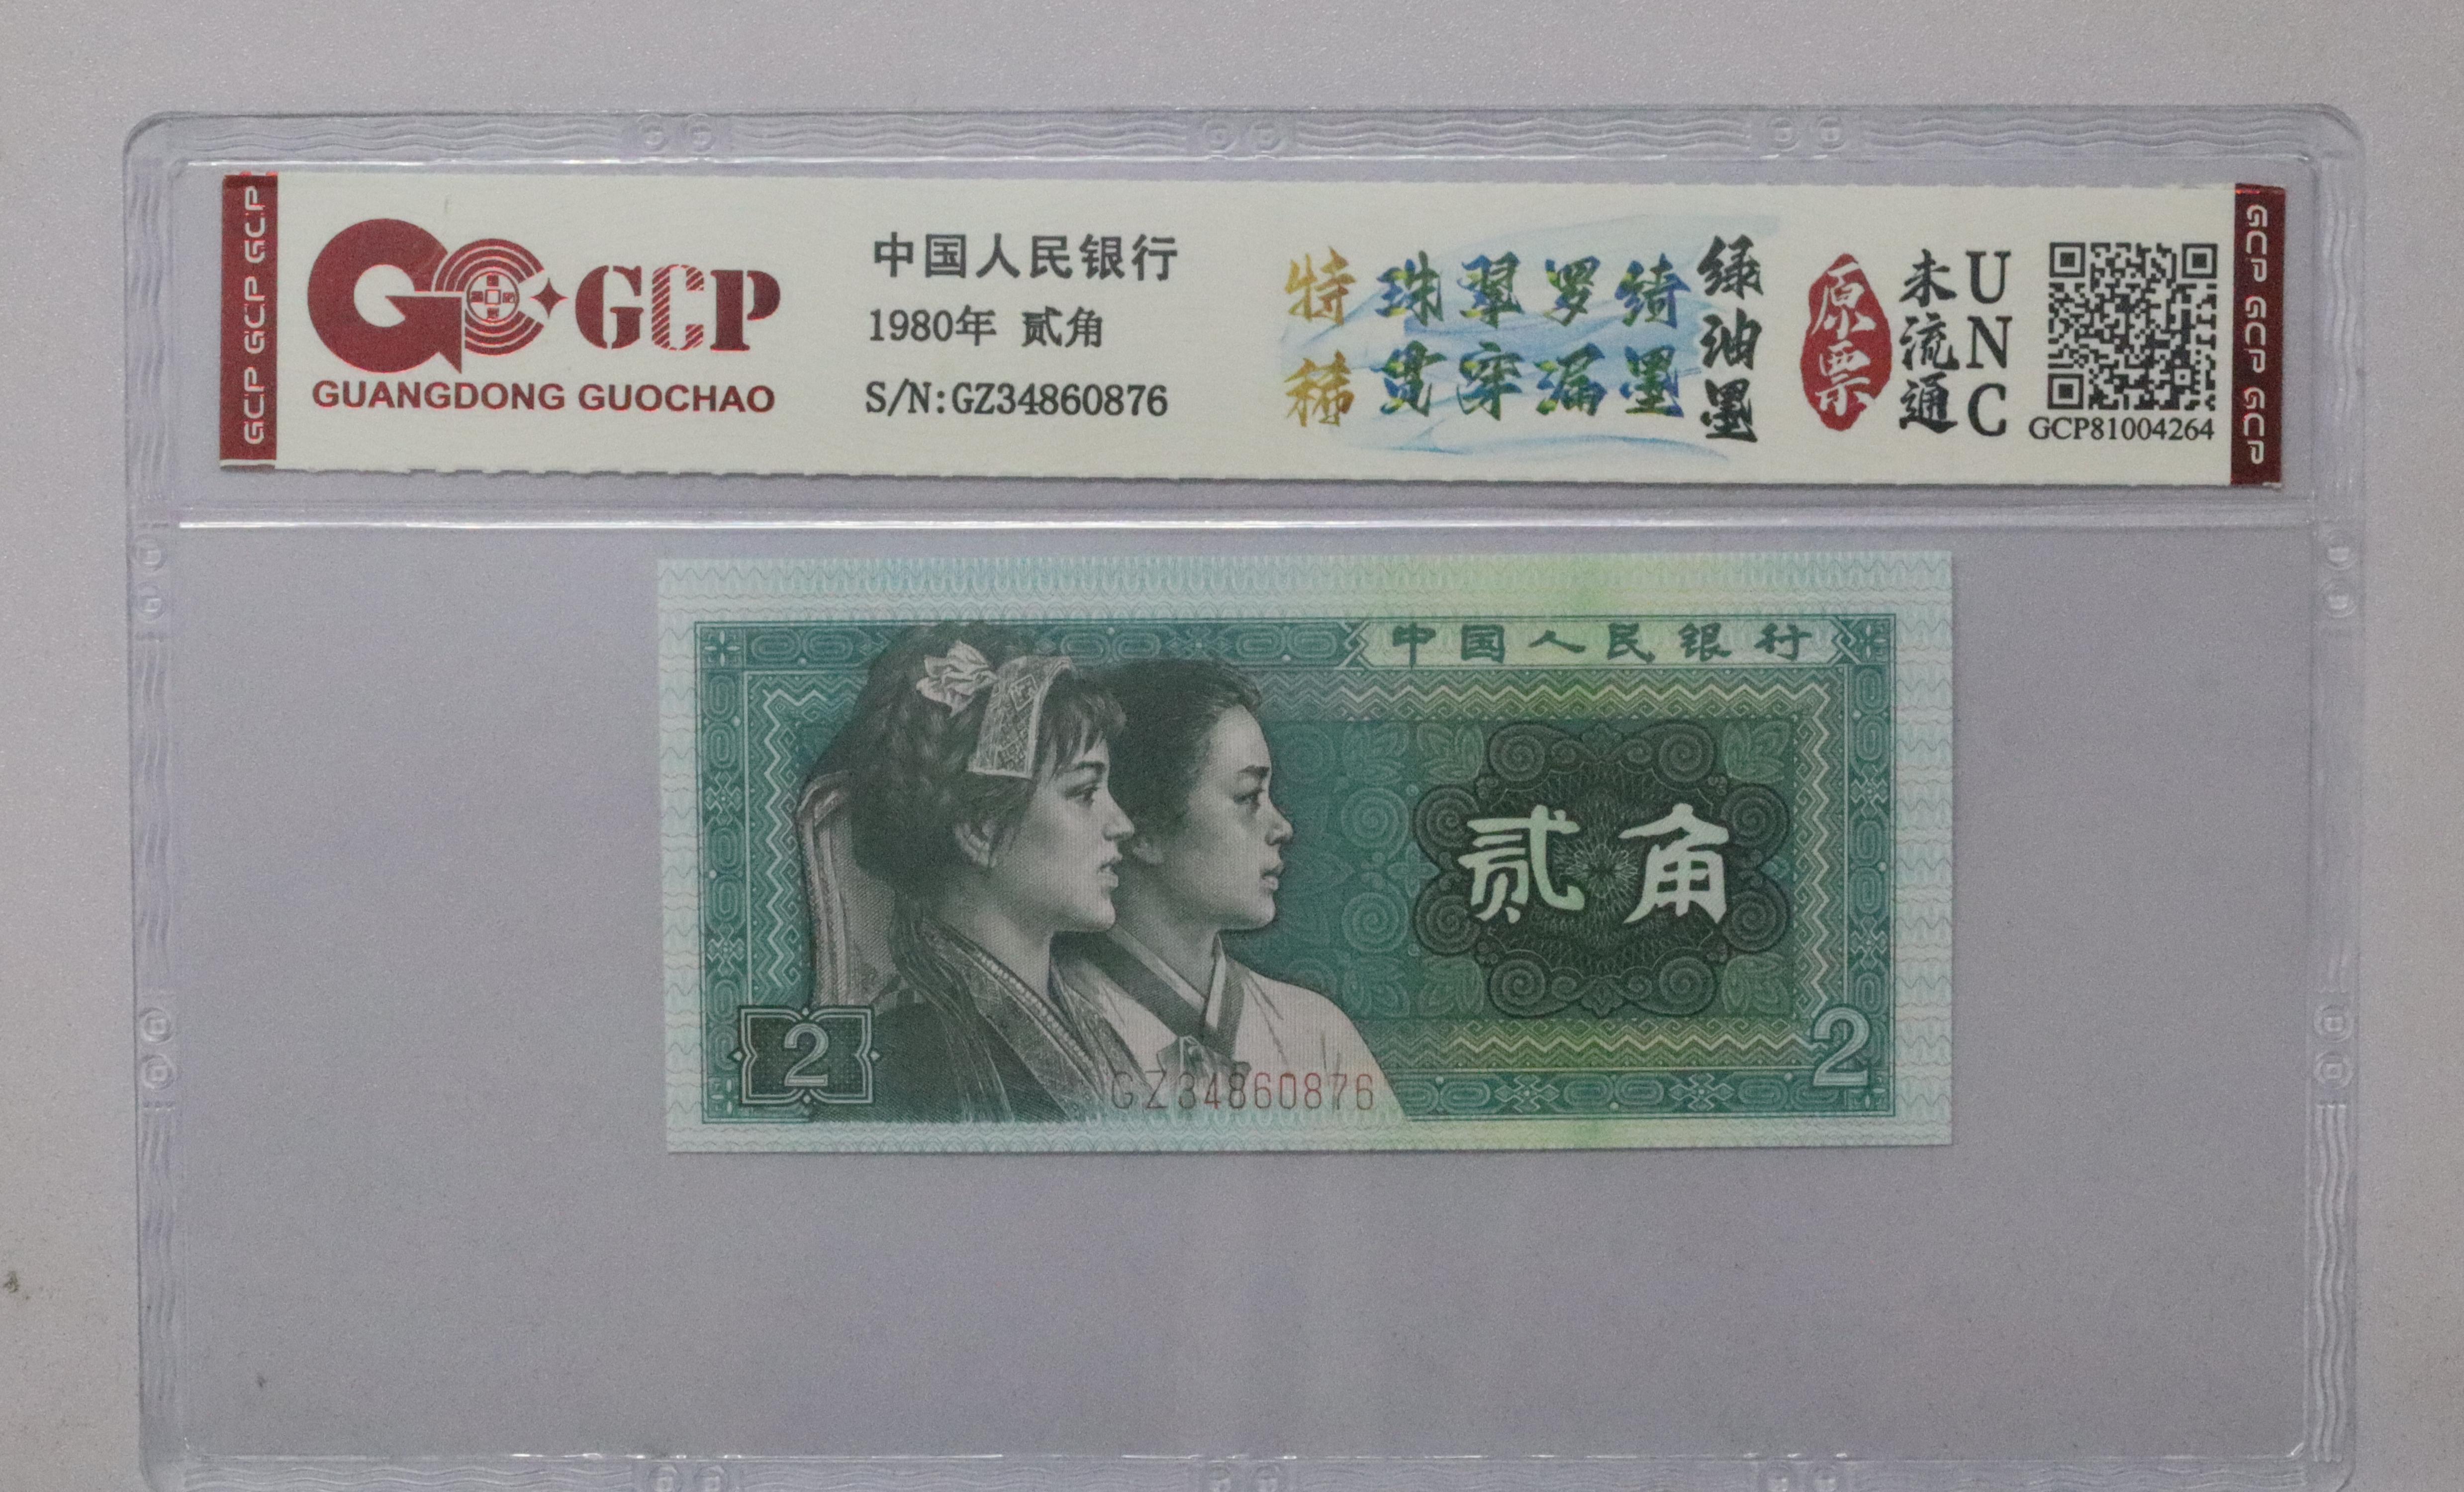 GCP GCP GCP
GCP
GUANGDONG GUOCHAO
中国人民银行
1980年 贰角
S/N:GZ34860876
特稀
珠翠罗绮
贯穿漏墨
绿油墨
原票
未流通
UNC
GCP81004264
GCP GCP GCP
中国人民银行
贰角
2
2
GZ34860876